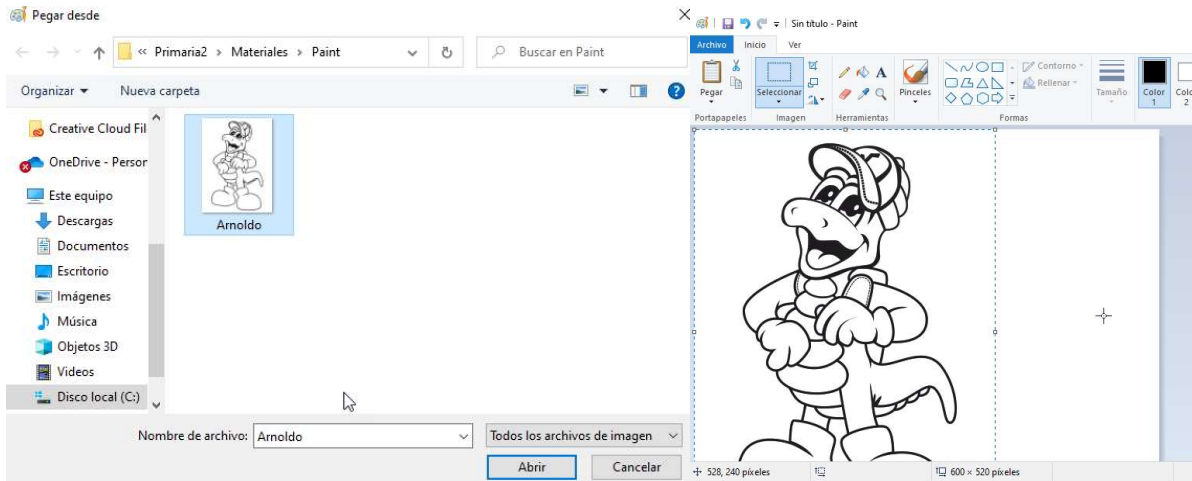 Pegar desde
« Primaria2 > Materiales > Paint
Buscar en Paint
Organizar
Nueva carpeta
Creative Cloud Fil
OneDrive - Person
Este equipo
Descargas
Documentos
Escritorio
Imágenes
Música
Objetos 3D
Videos
Disco local (C:)
Arnoldo
Nombre de archivo: Arnoldo
Todos los archivos de imagen
Abrir
Cancelar
Sin título - Paint
Archivo
Inicio
Ver
Pegar
Seleccionar
A
Pinceles
Contorno
Rellenar
Tamaño
Color 1
Colo 2
Portapapeles
Imagen
Herramientas
Formas
528, 240 píxeles
600 × 520 píxeles